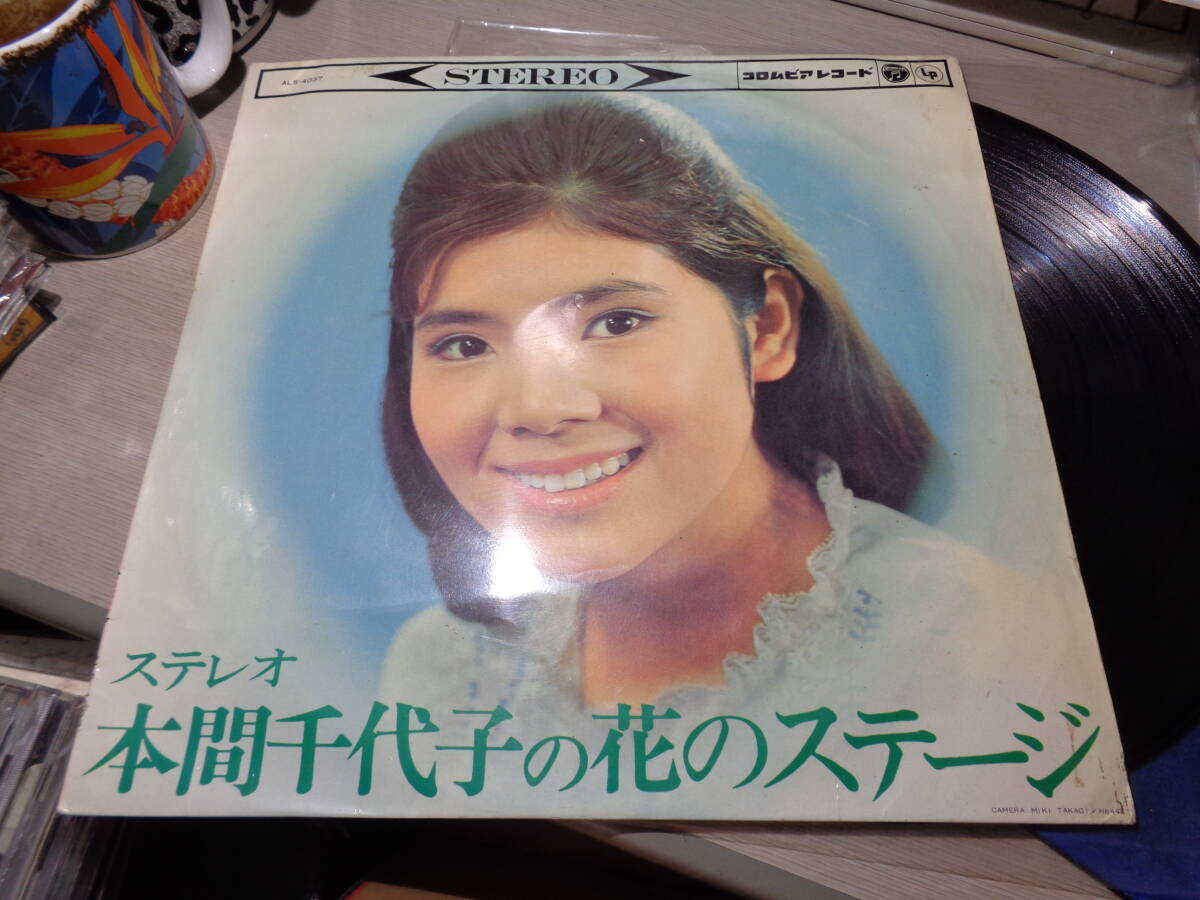 ALS-4037
STEREO
コロムビアレコード
LP
ステレオ
本間千代子の花のステージ
CAMERA: MIKI TAKAGI